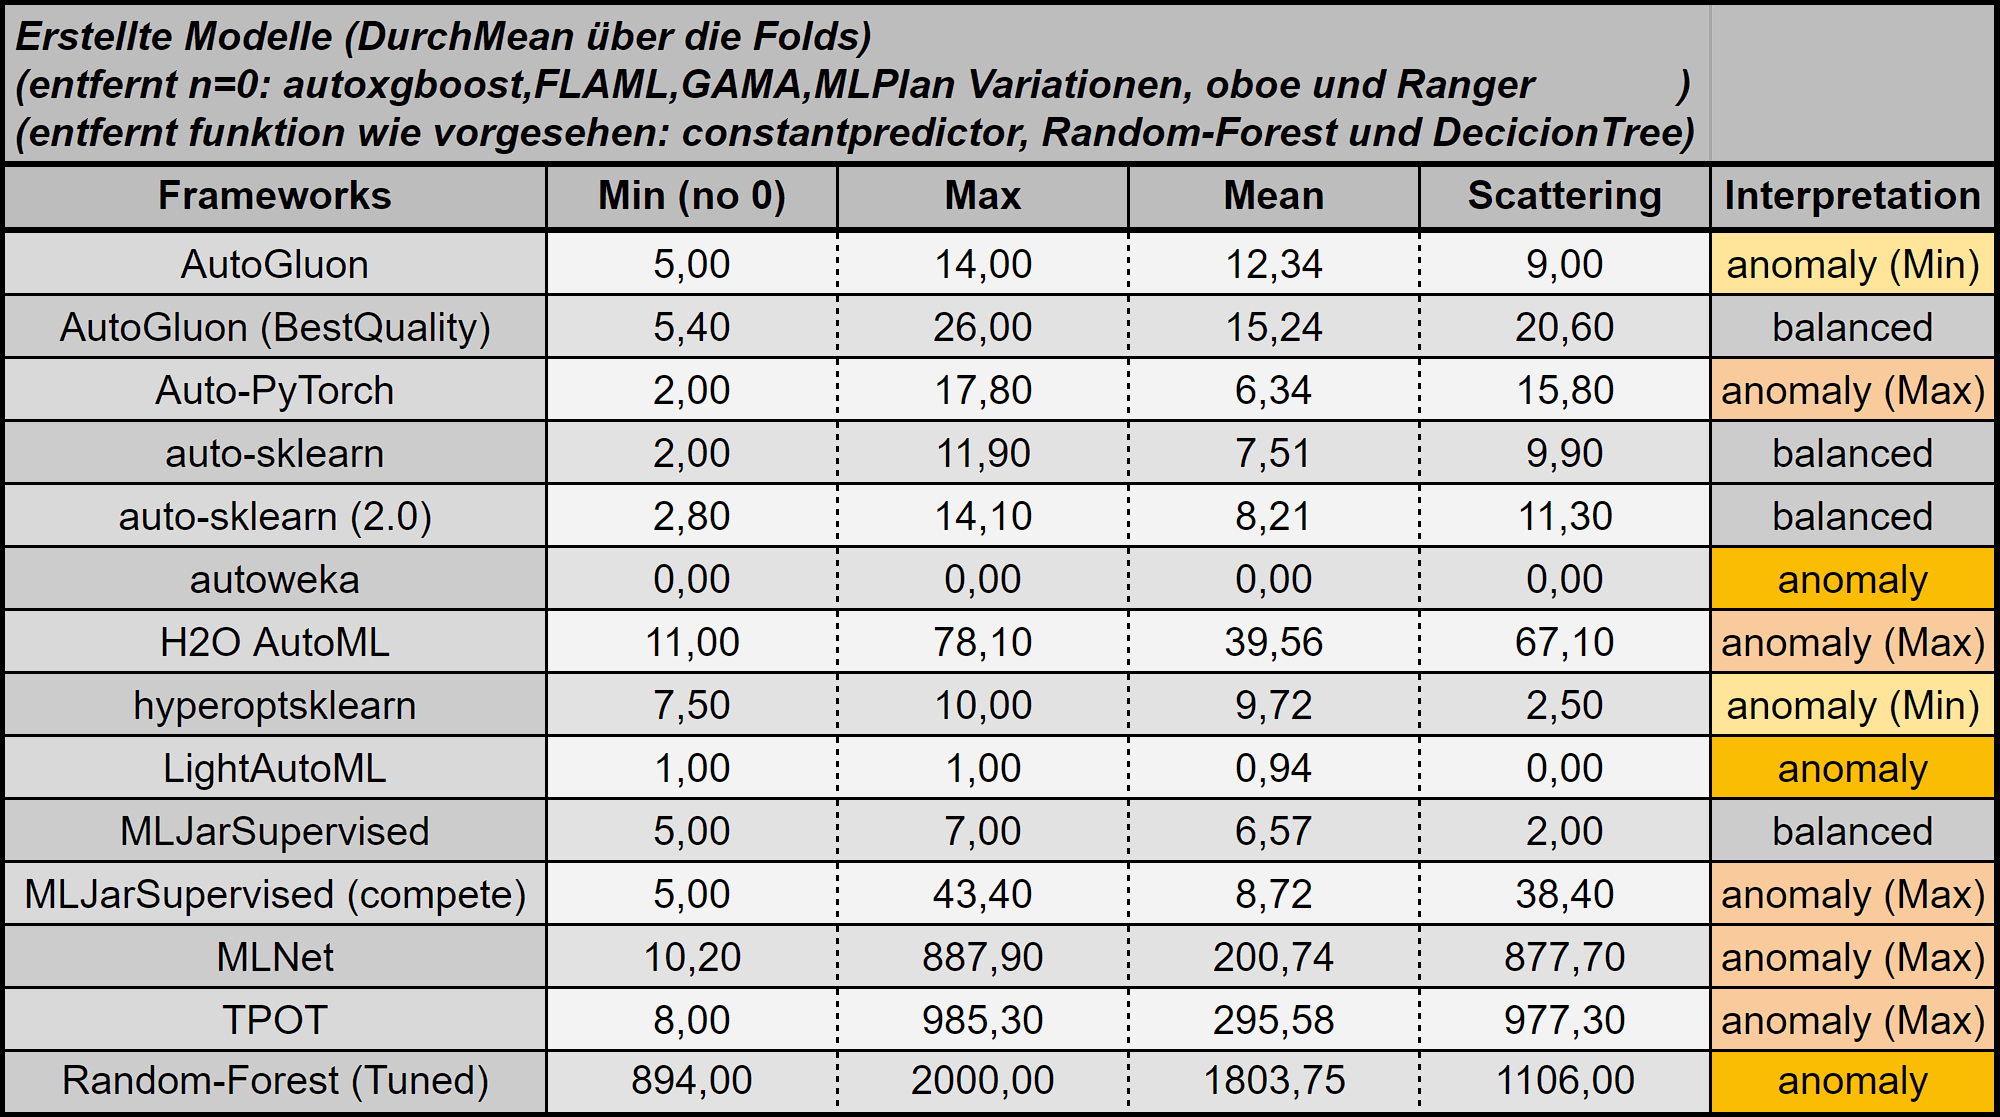 Erstellte Modelle (DurchMean über die Folds)
(entfernt n=0: autoxgboost,FLAML,GAMA,MLPlan Variationen, oboe und Ranger )
(entfernt funktion wie vorgesehen: constantpredictor, Random-Forest und DecicionTree)
Frameworks Min (no 0) Max Mean Scattering Interpretation
AutoGluon 5,00 14,00 12,34 9,00 anomaly (Min)
AutoGluon (BestQuality) 5,40 26,00 15,24 20,60 balanced
Auto-PyTorch 2,00 17,80 6,34 15,80 anomaly (Max)
auto-sklearn 2,00 11,90 7,51 9,90 balanced
auto-sklearn (2.0) 2,80 14,10 8,21 11,30 balanced
autoweka 0,00 0,00 0,00 0,00 anomaly
H2O AutoML 11,00 78,10 39,56 67,10 anomaly (Max)
hyperoptsklearn 7,50 10,00 9,72 2,50 anomaly (Min)
LightAutoML 1,00 1,00 0,94 0,00 anomaly
MLJarSupervised 5,00 7,00 6,57 2,00 balanced
MLJarSupervised (compete) 5,00 43,40 8,72 38,40 anomaly (Max)
MLNet 10,20 887,90 200,74 877,70 anomaly (Max)
TPOT 8,00 985,30 295,58 977,30 anomaly (Max)
Random-Forest (Tuned) 894,00 2000,00 1803,75 1106,00 anomaly